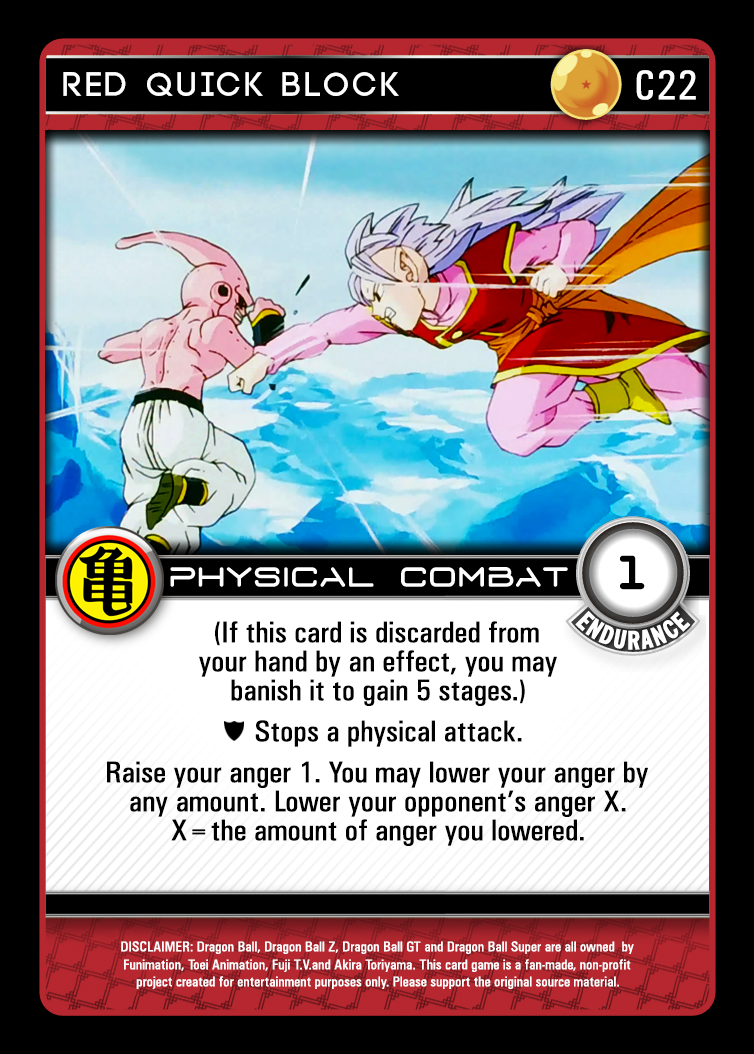 RED QUICK BLOCK
C22
亀
PHYSICAL COMBAT
1
ENDURANCE
(If this card is discarded from
your hand by an effect, you may
banish it to gain 5 stages.)
Stops a physical attack.
Raise your anger 1. You may lower your anger by
any amount. Lower your opponent’s anger X.
X = the amount of anger you lowered.
DISCLAIMER: Dragon Ball, Dragon Ball Z, Dragon Ball GT and Dragon Ball Super are all owned by
Funimation, Toei Animation, Fuji T.V.and Akira Toriyama. This card game is a fan-made, non-profit
project created for entertainment purposes only. Please support the original source material.